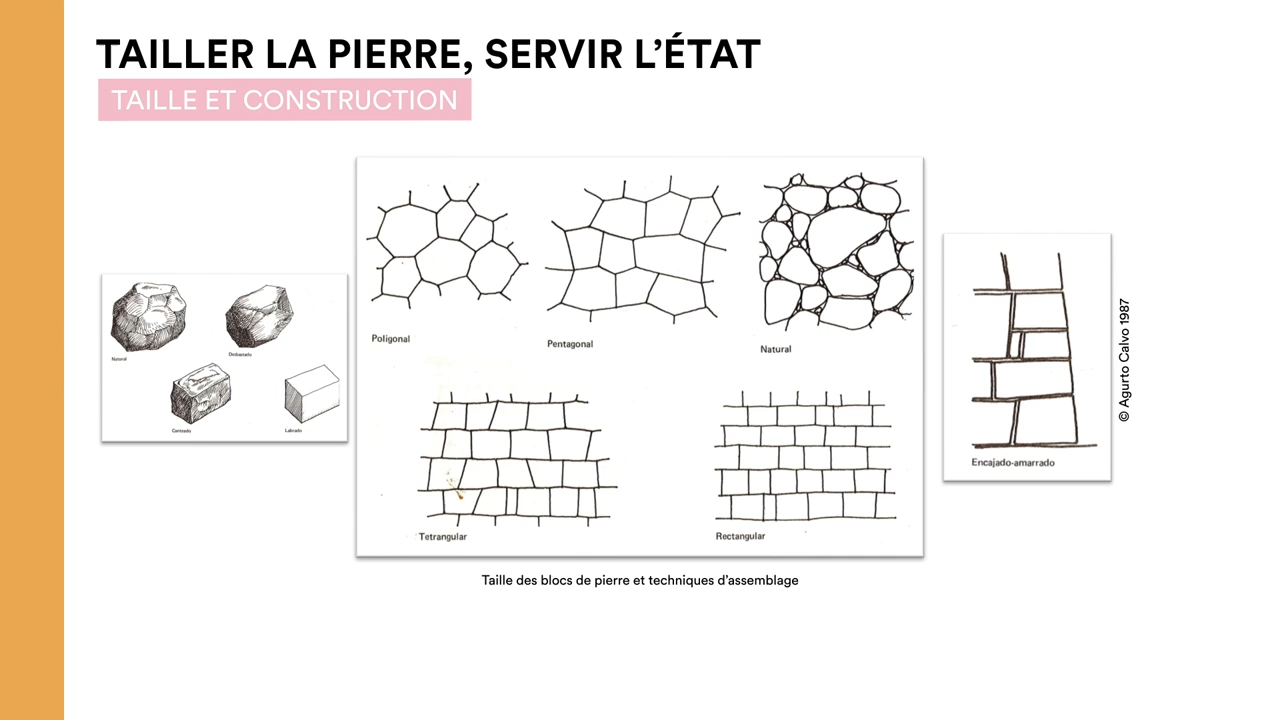 TAILLER LA PIERRE, SERVIR L’ÉTAT
TAILLE ET CONSTRUCTION
Natural
Desbastado
Canteado
Labrado
Poligonal
Pentagonal
Natural
Tetrangular
Rectangular
Encajado-amarrado
© Agurto Calvo 1987
Taille des blocs de pierre et techniques d’assemblage